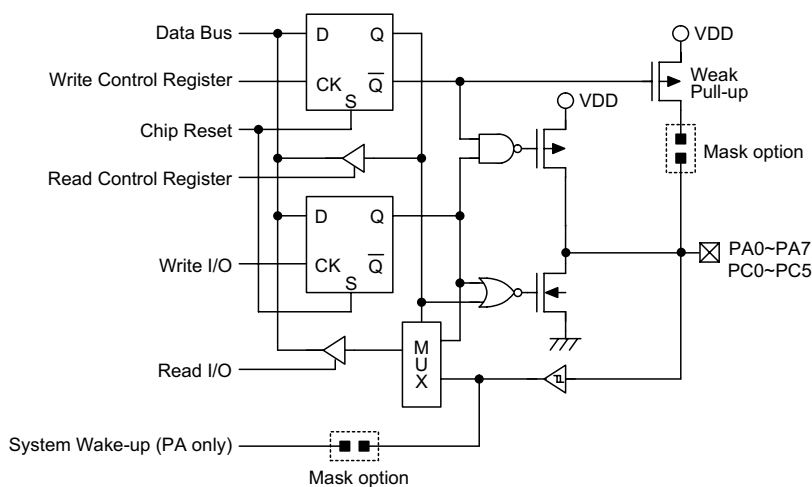 Data Bus
D
Q
VDD
Write Control Register
CK
Q
S
Weak
Pull-up
VDD
Chip Reset
Mask option
Read Control Register
D
Q
PA0~PA7
PC0~PC5
Write I/O
CK
Q
S
M
U
X
Read I/O
System Wake-up (PA only)
Mask option